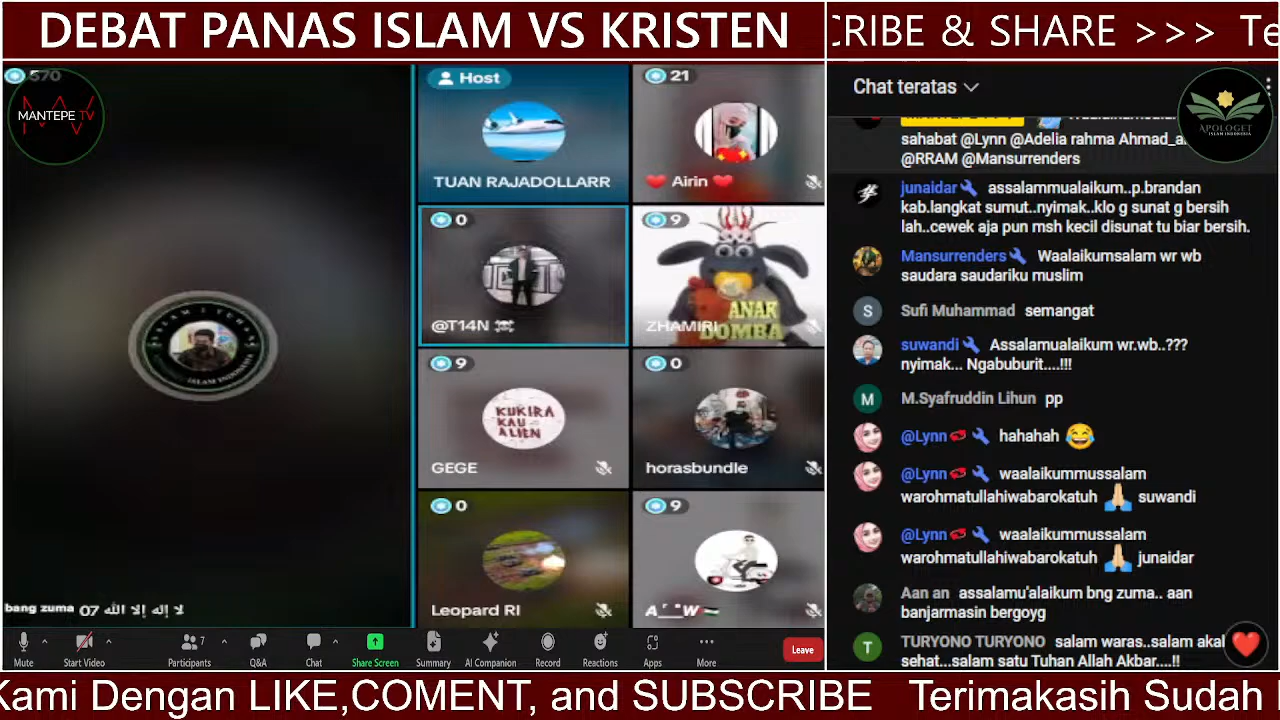 DEBAT PANAS ISLAM VS KRISTEN
CRIBE & SHARE >>> Te
570
MANTEPE TV
bang zuma 07 لا إله إلا الله
Host
TUAN RAJADOLLARR
21
Airin
0
@T14N
9
ZHAMIRI
ANAK
DOMBA
9
KUKIRA
KAU
ALIEN
GEGE
0
horasbundle
0
Leopard RI
9
Mute
Start Video
Participants
7
Q&A
Chat
Share Screen
Summary
AI Companion
Record
Reactions
Apps
More
Leave
Chat teratas
APOLOGET
ISLAM INDONESIA
sahabat @Lynn @Adelia rahma
@RRAM @Mansurrenders
junaidar assalammualaikum..p.brandan
kab.langkat sumut..nyimak..klo g sunat g bersih
lah..cewek aja pun msh kecil disunat tu biar bersih.
Mansurrenders Waalaikumsalam wr wb
saudara saudariku muslim
S
Sufi Muhammad semangat
suwandi Assalamualaikum wr.wb..???
nyimak... Ngabuburit....!!!
M
M.Syafruddin Lihun pp
@Lynn hahahah 😂
@Lynn waalaikummussalam
warohmatullahiwabarokatuh 🙏 suwandi
@Lynn waalaikummussalam
warohmatullahiwabarokatuh 🙏 junaidar
Aan an assalamu'alaikum bng zuma.. aan
banjarmasin bergoyg
T
TURYONO TURYONO salam waras..salam akal
sehat...salam satu Tuhan Allah Akbar....!!
Kami Dengan LIKE,COMENT, and SUBSCRIBE Terimakasih Sudah